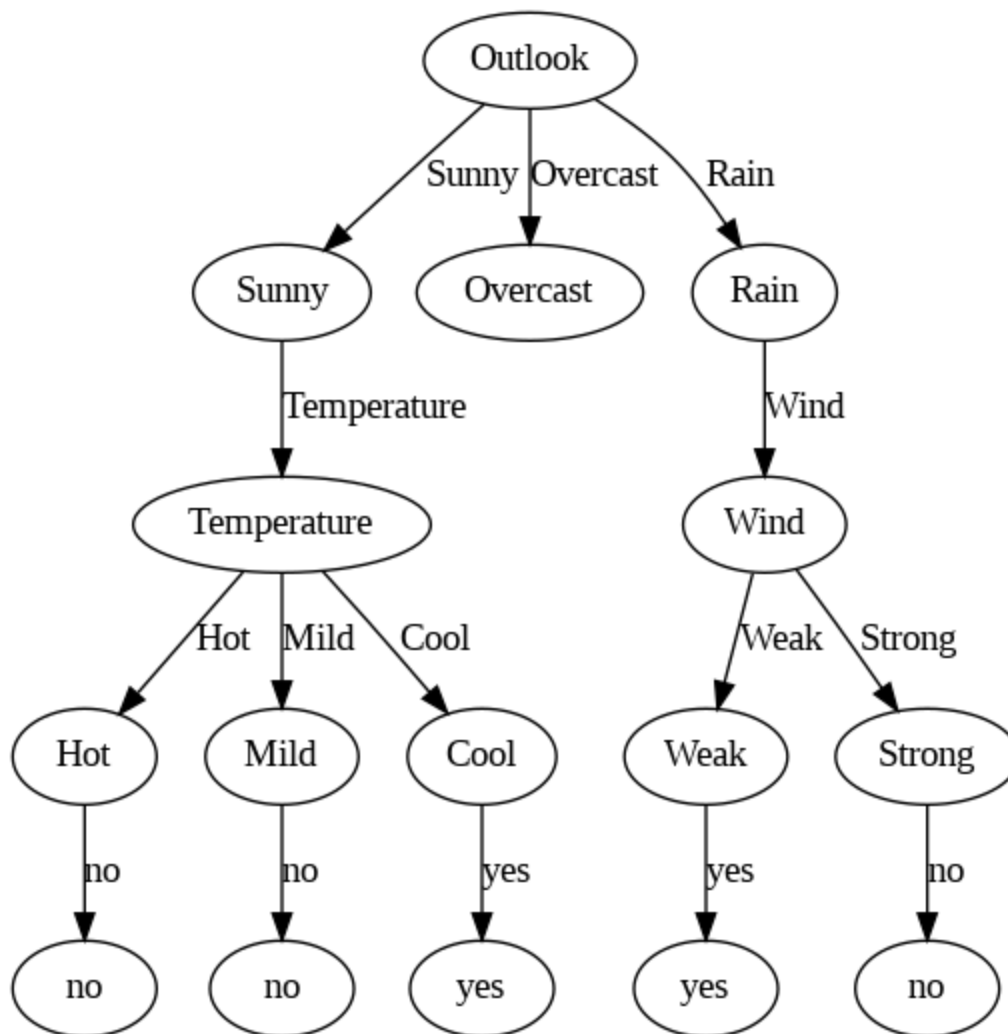 Outlook
Sunny Overcast Rain
Sunny Overcast Rain
Temperature Wind
Temperature Wind
Hot Mild Cool Weak Strong
Hot Mild Cool Weak Strong
no no yes yes no
no no yes yes no